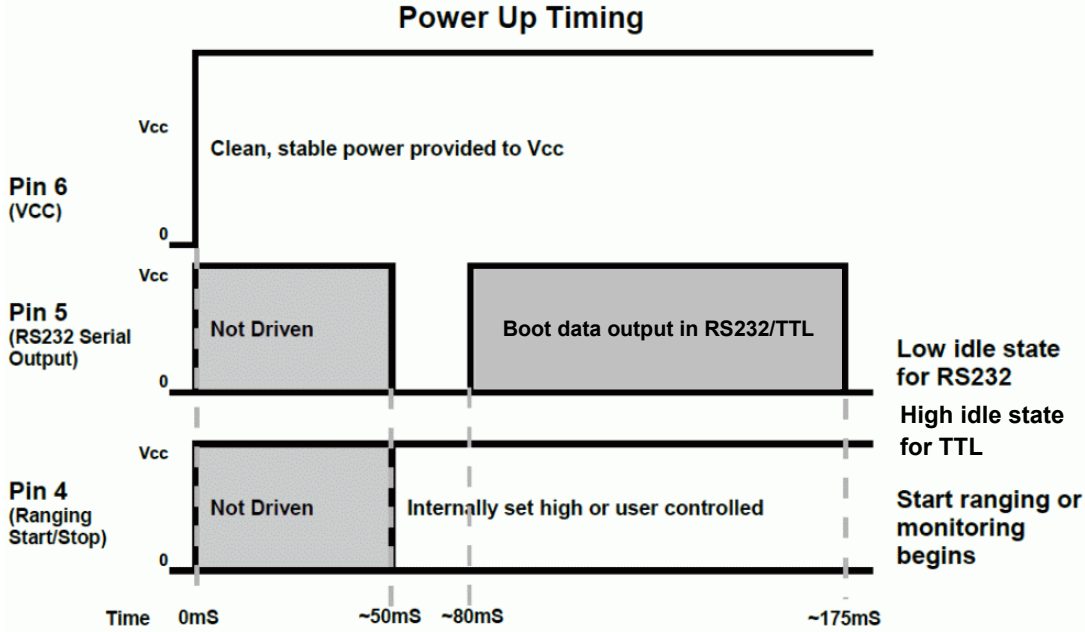 Power Up Timing
Vcc
Clean, stable power provided to Vcc
Pin 6
(VCC)
0
Vcc
Pin 5
(RS232 Serial
Output)
Not Driven
Boot data output in RS232/TTL
0
Low idle state
for RS232
High idle state
for TTL
Vcc
Pin 4
(Ranging
Start/Stop)
Not Driven
Internally set high or user controlled
0
Start ranging or
monitoring
begins
Time 0mS ~50mS ~80mS ~175mS